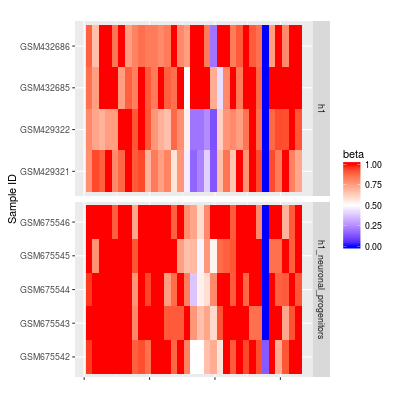 GSM432686
GSM432685
GSM429322
GSM429321
h1
Sample ID
GSM675546
GSM675545
GSM675544
GSM675543
GSM675542
h1_neuronal_progenitors
beta
1.00
0.75
0.50
0.25
0.00